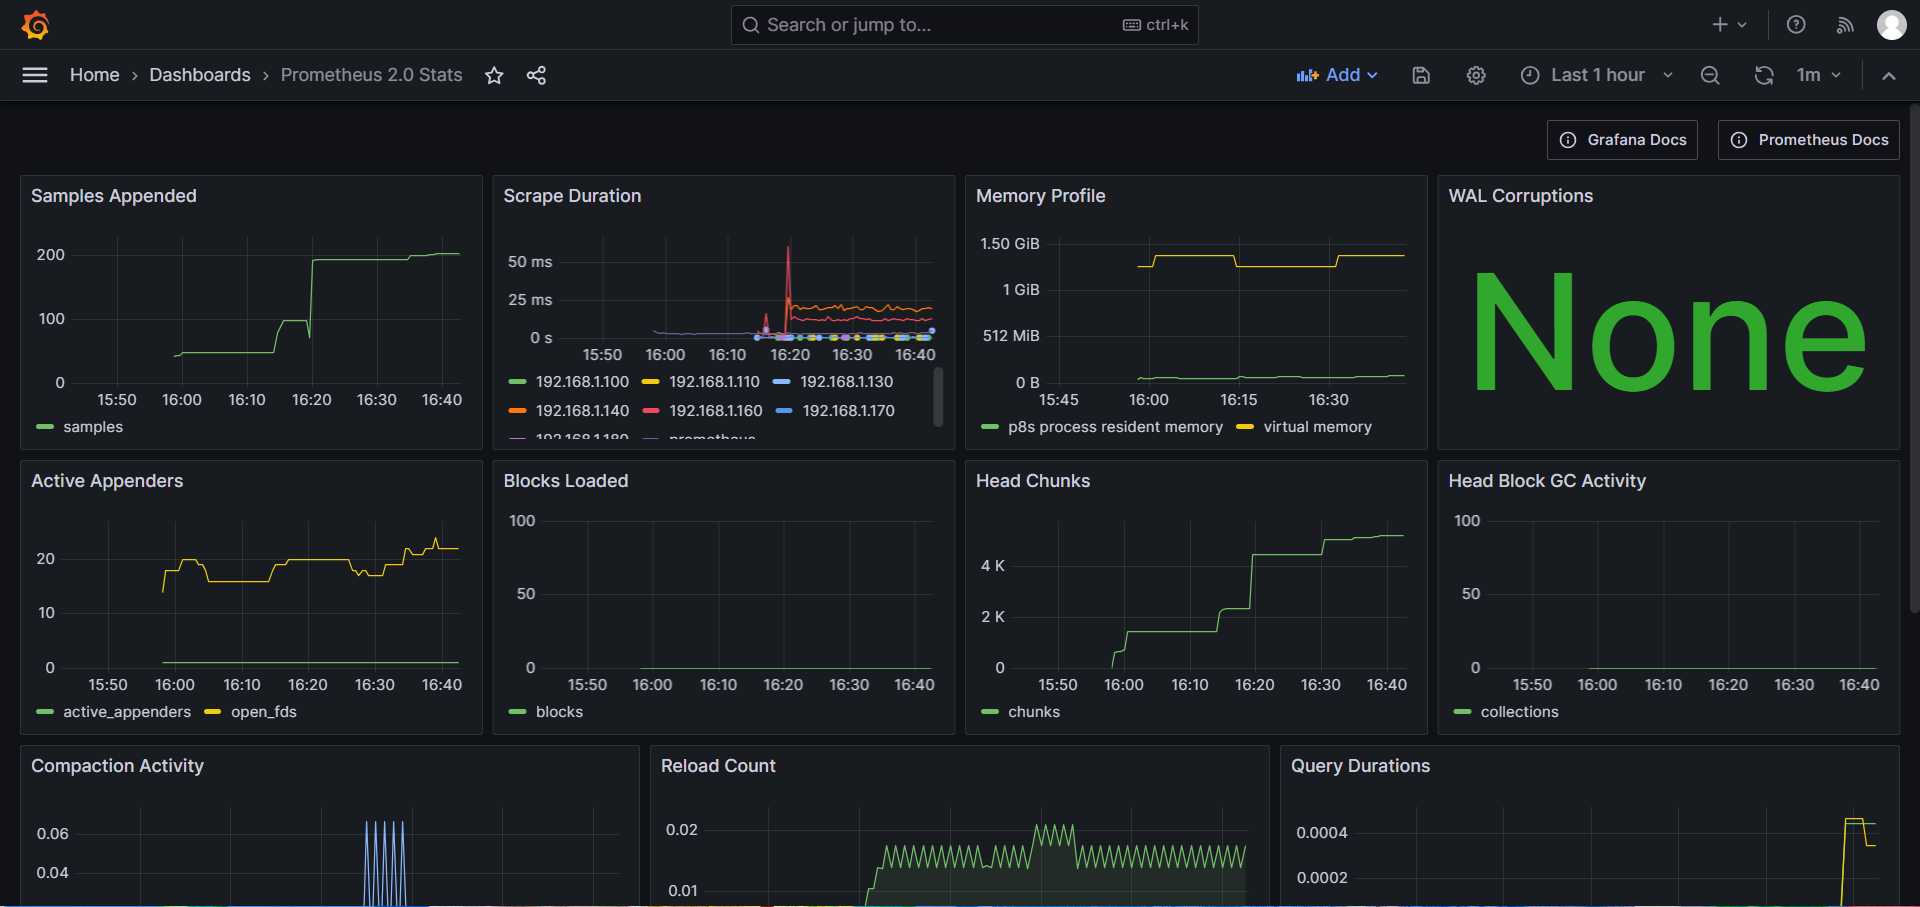 Search or jump to... ctrl+k
Home › Dashboards › Prometheus 2.0 Stats Add Last 1 hour 1m
Grafana Docs Prometheus Docs
Samples Appended
200
100
0
15:50 16:00 16:10 16:20 16:30 16:40
samples
Scrape Duration
50 ms
25 ms
0 s
15:50 16:00 16:10 16:20 16:30 16:40
192.168.1.100 192.168.1.110 192.168.1.130
192.168.1.140 192.168.1.160 192.168.1.170
192.168.1.180 prometheus
Memory Profile
1.50 GiB
1 GiB
512 MiB
0 B
15:45 16:00 16:15 16:30
p8s process resident memory virtual memory
WAL Corruptions
None
Active Appenders
20
10
0
15:50 16:00 16:10 16:20 16:30 16:40
active_appenders open_fds
Blocks Loaded
100
50
0
15:50 16:00 16:10 16:20 16:30 16:40
blocks
Head Chunks
4 K
2 K
0
15:50 16:00 16:10 16:20 16:30 16:40
chunks
Head Block GC Activity
100
50
0
15:50 16:00 16:10 16:20 16:30 16:40
collections
Compaction Activity
0.06
0.04
Reload Count
0.02
0.01
Query Durations
0.0004
0.0002